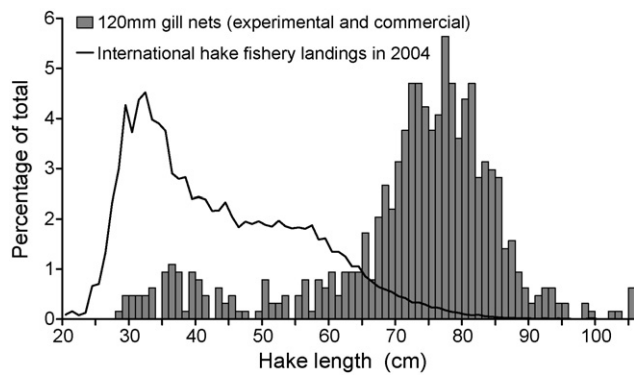 120mm gill nets (experimental and commercial)
International hake fishery landings in 2004
Percentage of total
6
5
4
3
2
1
0
20 30 40 50 60 70 80 90 100
Hake length (cm)